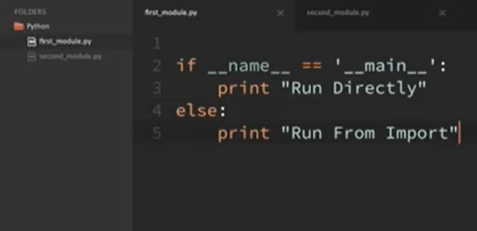 FOLDERS
Python
first_module.py
second_module.py
first_module.py
second_module.py
1
2 if __name__ == '__main__':
3 print "Run Directly"
4 else:
5 print "Run From Import"